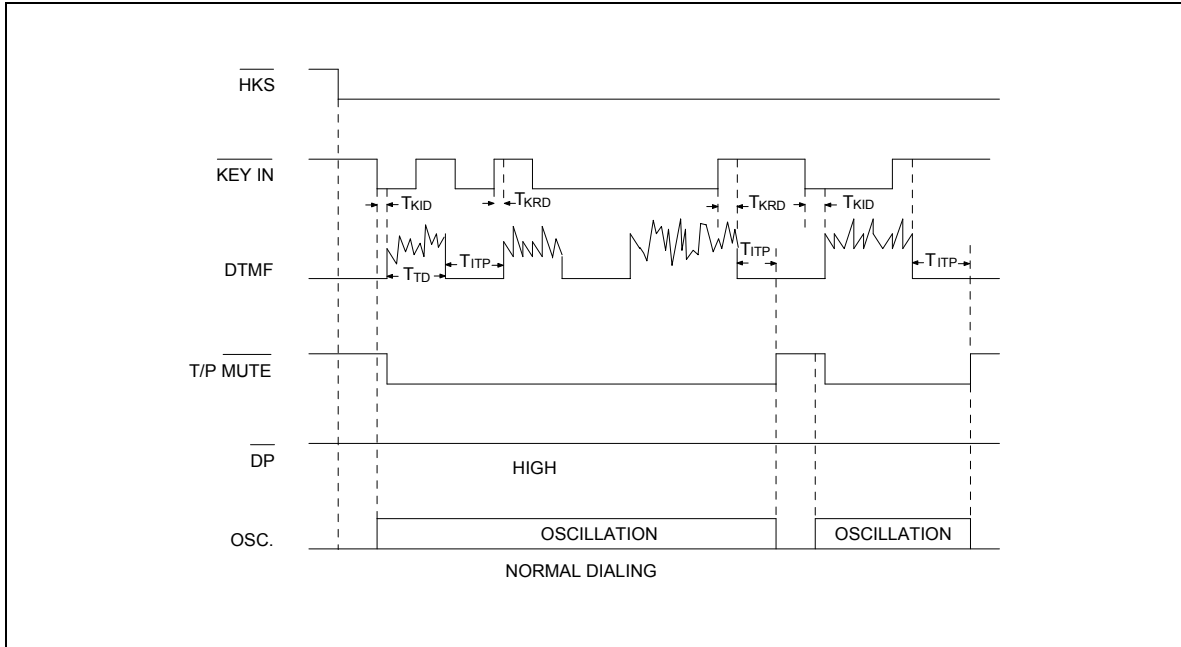 HKS
KEY IN
TKID
TKRD
TKRD
TKID
DTMF
TTD
TITP
TITP
TITP
T/P MUTE
DP
HIGH
OSC.
OSCILLATION
OSCILLATION
NORMAL DIALING